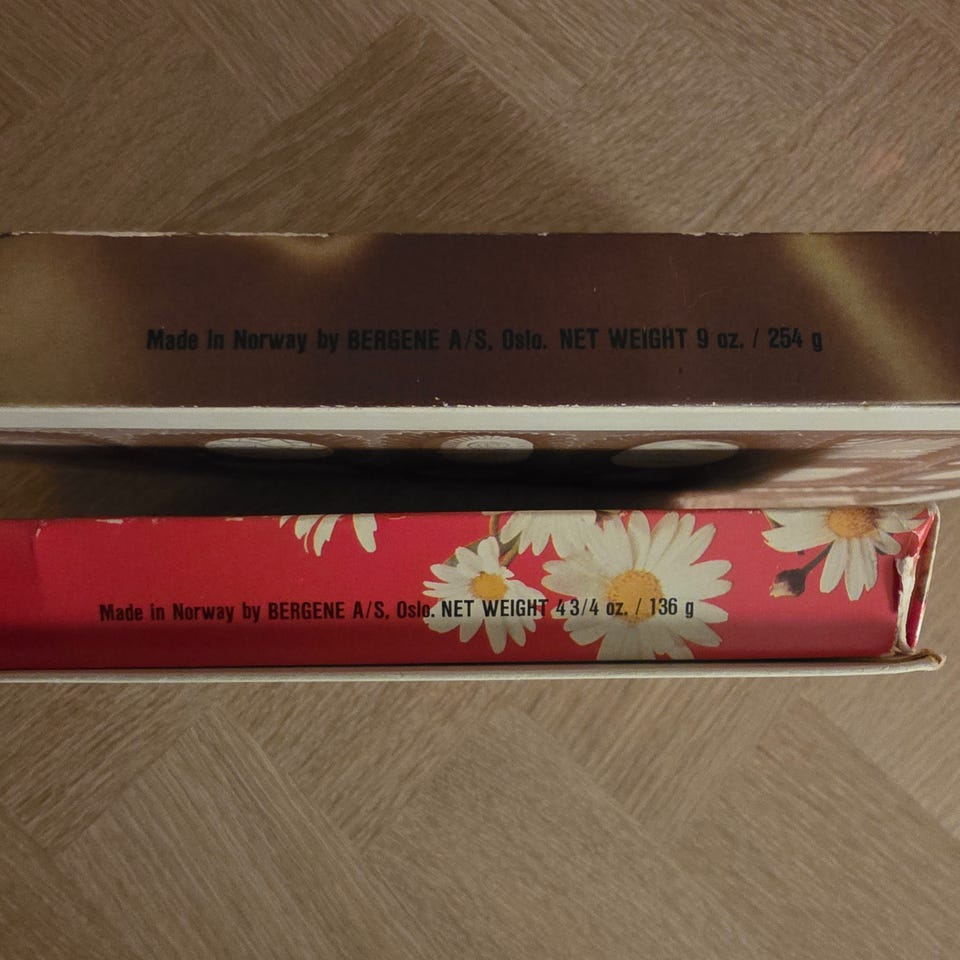 Made in Norway by BERGENE A/S, Oslo. NET WEIGHT 9 oz. / 254 g
Made in Norway by BERGENE A/S, Oslo. NET WEIGHT 4 3/4 oz. / 136 g